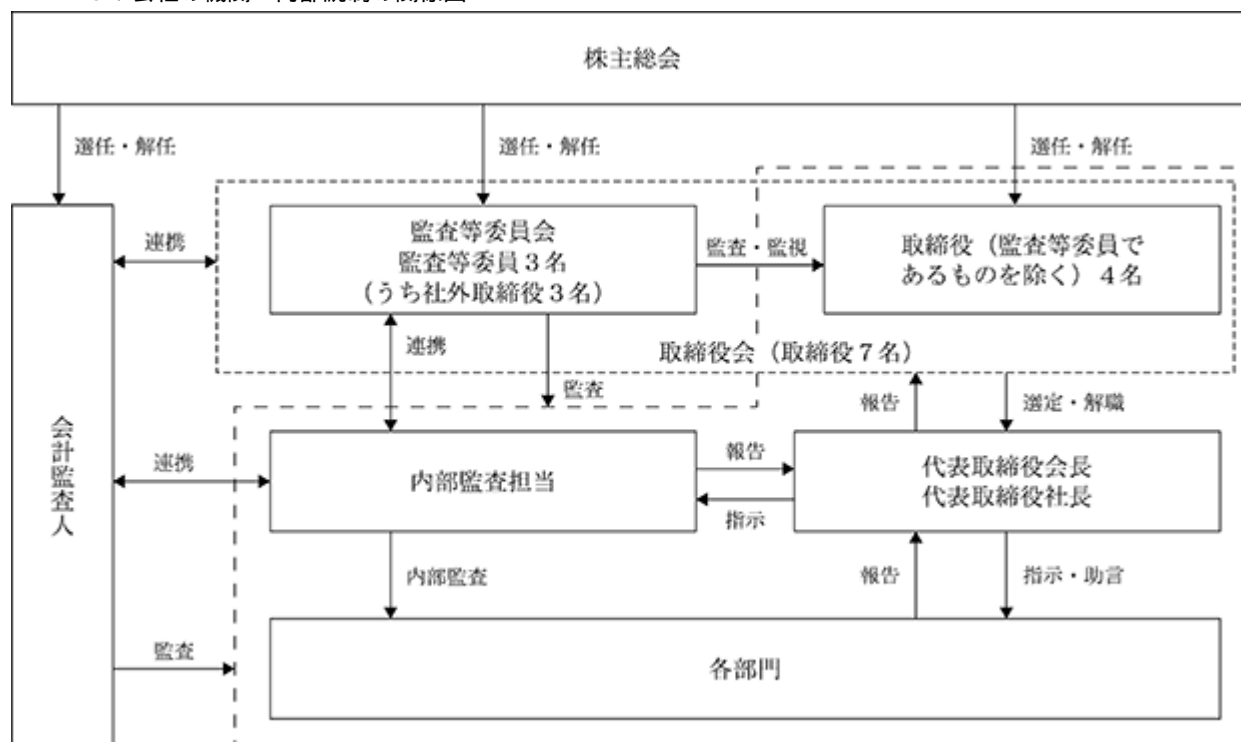 株主総会
選任・解任
選任・解任
選任・解任
連携
監査等委員会
監査等委員3名
（うち社外取締役3名）
監査・監視
取締役（監査等委員で
あるものを除く）4名
連携
取締役会（取締役7名）
監査
報告
選定・解職
会計監査人
連携
内部監査担当
報告
指示
代表取締役会長
代表取締役社長
内部監査
報告
指示・助言
監査
各部門